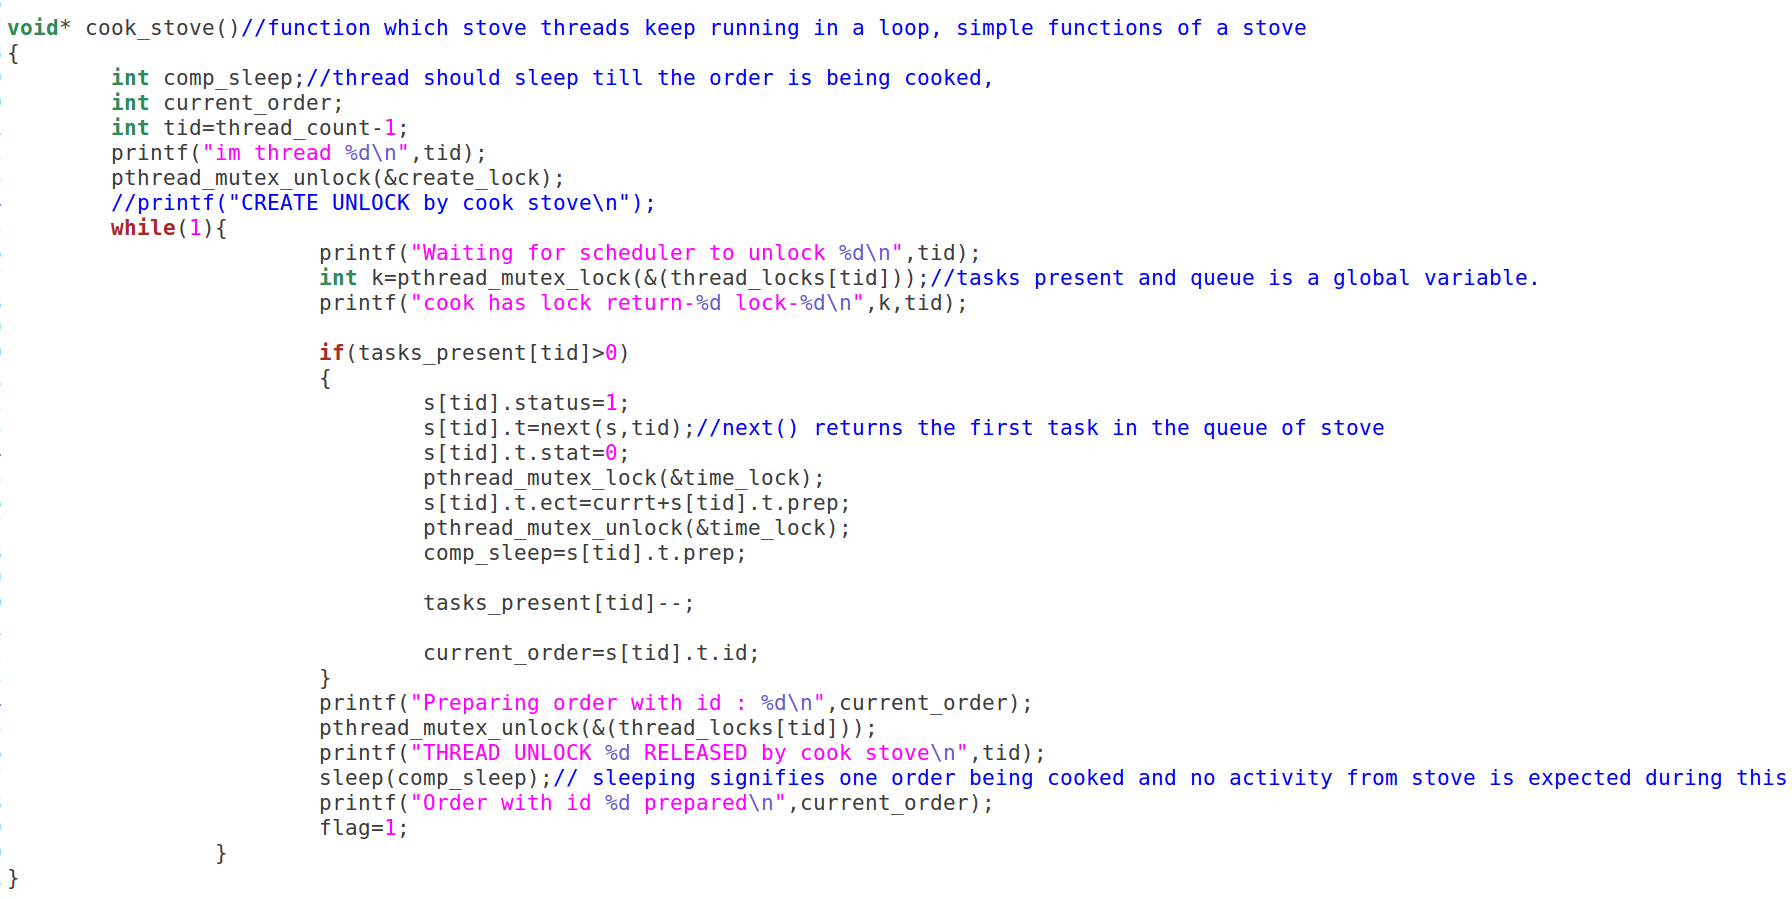 void* cook_stove()//function which stove threads keep running in a loop, simple functions of a stove
{
        int comp_sleep;//thread should sleep till the order is being cooked,
        int current_order;
        int tid=thread_count-1;
        printf("im thread %d\n",tid);
        pthread_mutex_unlock(&create_lock);
        //printf("CREATE UNLOCK by cook stove\n");
        while(1){
                        printf("Waiting for scheduler to unlock %d\n",tid);
                        int k=pthread_mutex_lock(&(thread_locks[tid]));//tasks present and queue is a global variable.
                        printf("cook has lock return-%d lock-%d\n",k,tid);

                        if(tasks_present[tid]>0)
                        {
                                s[tid].status=1;
                                s[tid].t=next(s,tid);//next() returns the first task in the queue of stove
                                s[tid].t.stat=0;
                                pthread_mutex_lock(&time_lock);
                                s[tid].t.ect=currt+s[tid].t.prep;
                                pthread_mutex_unlock(&time_lock);
                                comp_sleep=s[tid].t.prep;

                                tasks_present[tid]--;

                                current_order=s[tid].t.id;
                        }
                        printf("Preparing order with id : %d\n",current_order);
                        pthread_mutex_unlock(&(thread_locks[tid]));
                        printf("THREAD UNLOCK %d RELEASED by cook stove\n",tid);
                        sleep(comp_sleep);// sleeping signifies one order being cooked and no activity from stove is expected during this
                        printf("Order with id %d prepared\n",current_order);
                        flag=1;
                }
}